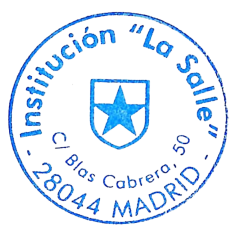 Institución "La Salle"
C/ Blas Cabrera, 50
- 28044 MADRID -